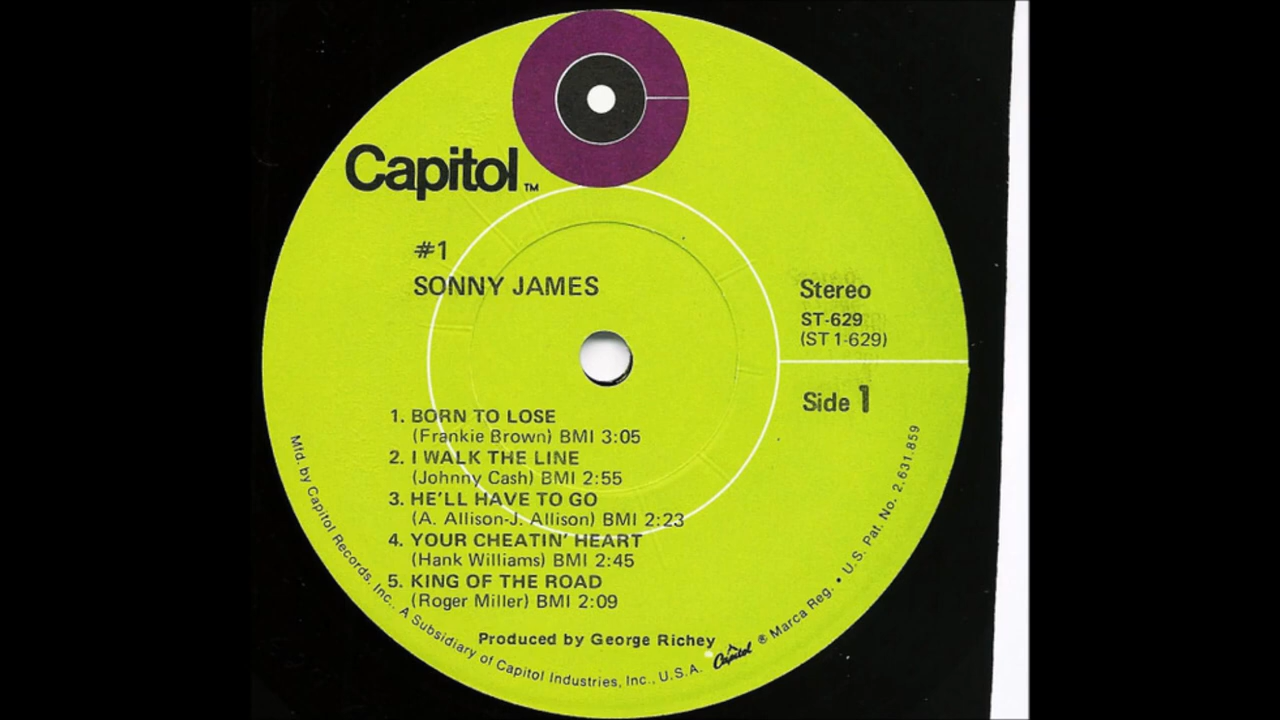 Capitol™
#1
SONNY JAMES
Stereo
ST-629
(ST 1-629)
Side 1
1. BORN TO LOSE
(Frankie Brown) BMI 3:05
2. I WALK THE LINE
(Johnny Cash) BMI 2:55
3. HE'LL HAVE TO GO
(A. Allison-J. Allison) BMI 2:23
4. YOUR CHEATIN' HEART
(Hank Williams) BMI 2:45
5. KING OF THE ROAD
(Roger Miller) BMI 2:09
Produced by George Richey
Mfd. by Capitol Records, Inc., A Subsidiary of Capitol Industries, Inc., U.S.A. Capitol ® Marca Reg. • U.S. Pat. No. 2,631,859